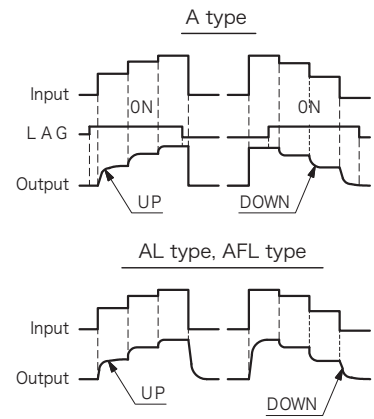 A type
Input
ON ON
L A G
Output
UP DOWN
AL type, AFL type
Input
Output
UP
DOWN